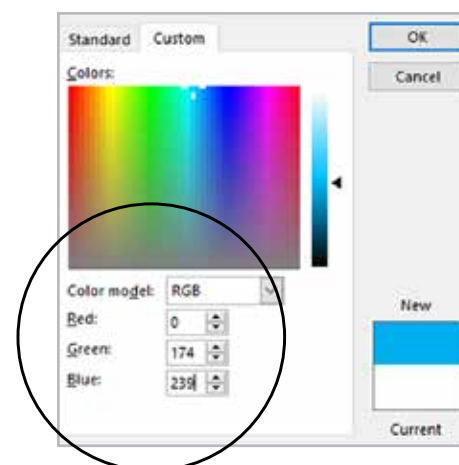 Standard Custom
OK
Cancel
Colors:
Color model: RGB
Red: 0
Green: 174
Blue: 239
New
Current